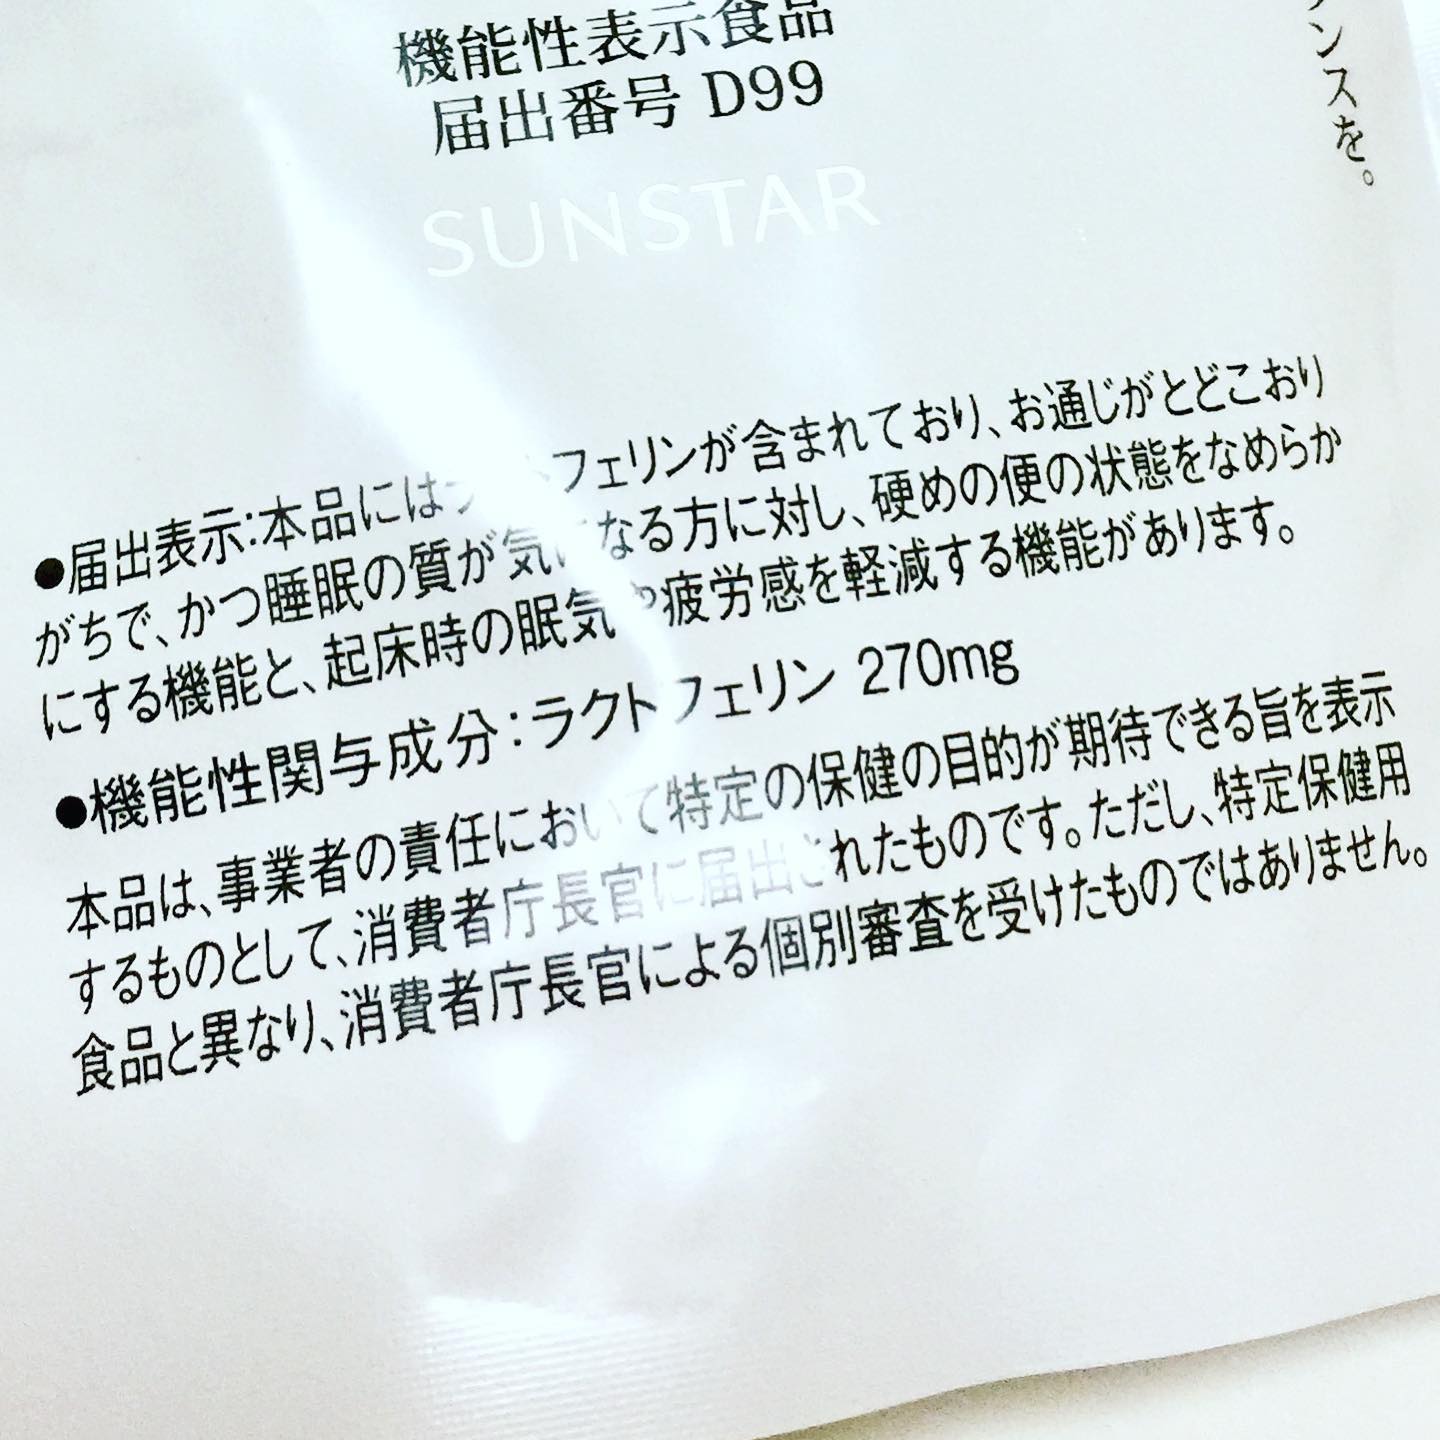 機能性表示食品
届出番号 D99
SUNSTAR
ンスを。
●届出表示:本品にはラクトフェリンが含まれており、お通じがとどこおり
がちで、かつ睡眠の質が気になる方に対し、硬めの便の状態をなめらか
にする機能と、起床時の眠気や疲労感を軽減する機能があります。
●機能性関与成分:ラクトフェリン 270mg
本品は、事業者の責任において特定の保健の目的が期待できる旨を表示
するものとして、消費者庁長官に届出されたものです。ただし、特定保健用
食品と異なり、消費者庁長官による個別審査を受けたものではありません。